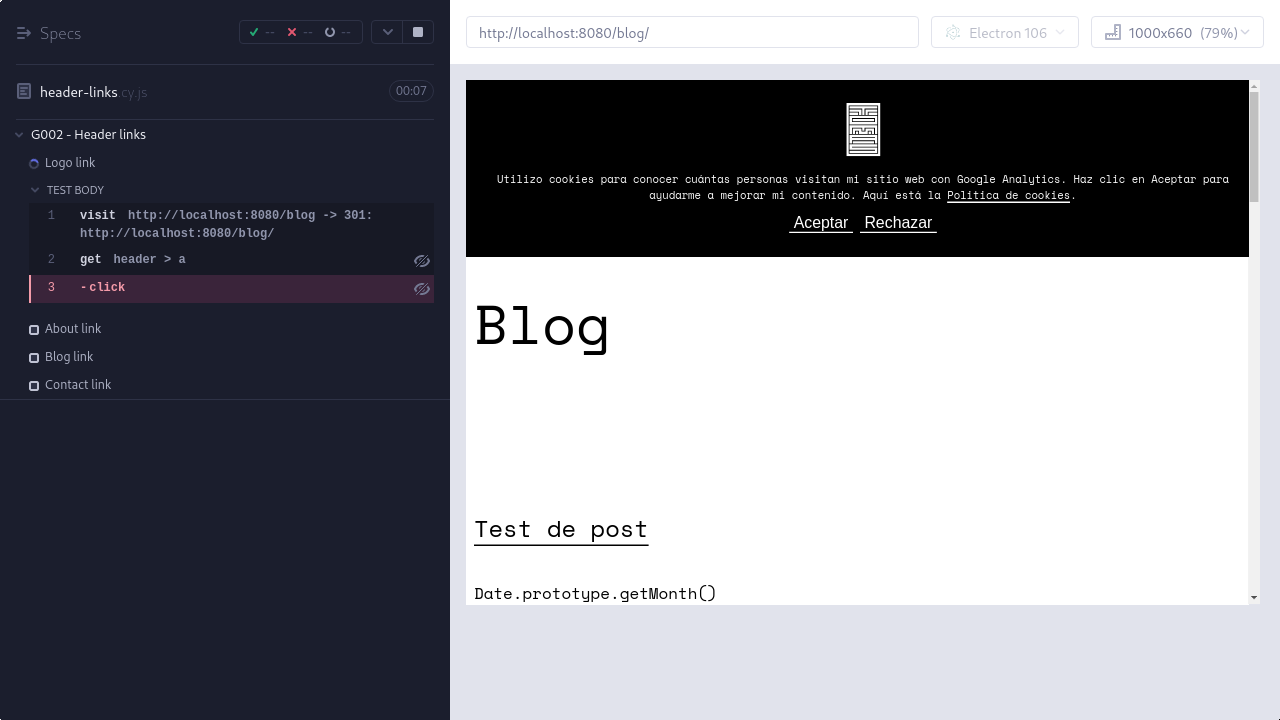 Specs
--
--
--
header-links.cy.js
00:07
G002 - Header links
Logo link
TEST BODY
1 visit http://localhost:8080/blog -> 301:
http://localhost:8080/blog/
2 get header > a
3 -click
About link
Blog link
Contact link
http://localhost:8080/blog/
Electron 106
1000x660 (79%)
Utilizo cookies para conocer cuántas personas visitan mi sitio web con Google Analytics. Haz clic en Aceptar para
ayudarme a mejorar mi contenido. Aquí está la Política de cookies.
Aceptar Rechazar
Blog
Test de post
Date.prototype.getMonth()